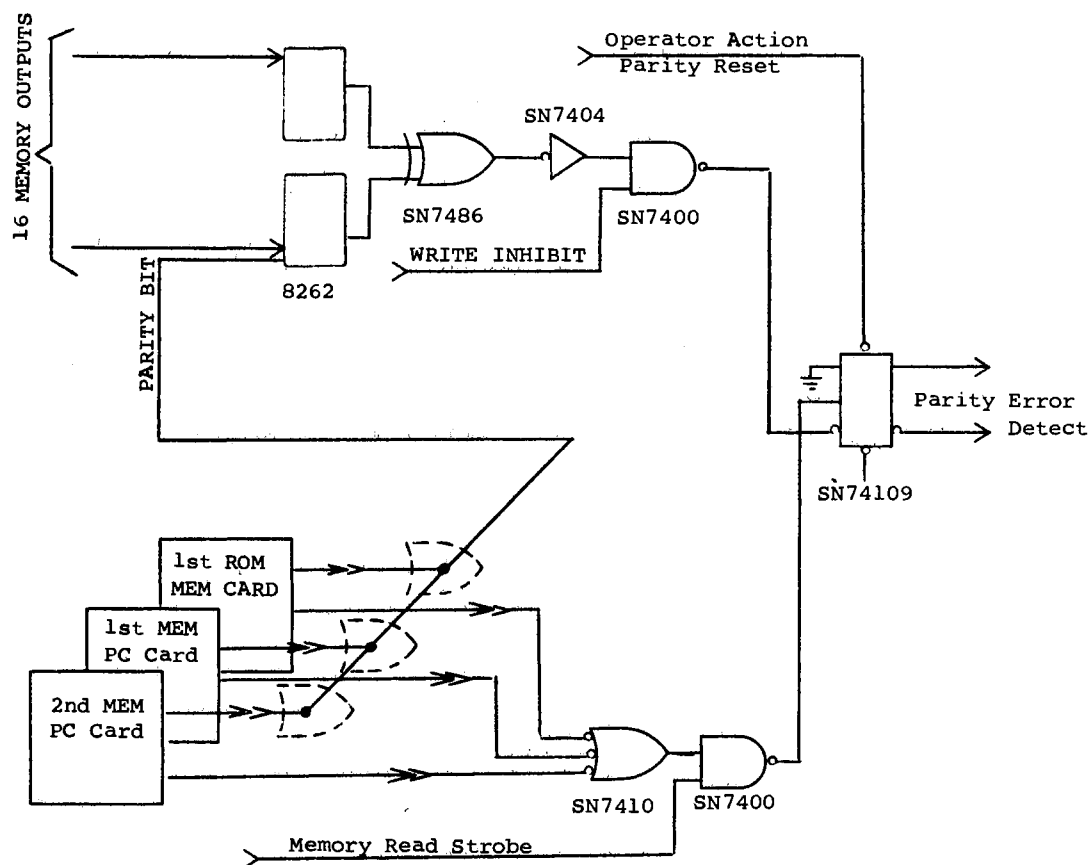 16 MEMORY OUTPUTS
Operator Action
Parity Reset
SN7404
SN7486
SN7400
WRITE INHIBIT
8262
PARITY BIT
Parity Error
Detect
SN74109
1st ROM
MEM CARD
1st MEM
PC Card
2nd MEM
PC Card
SN7410
SN7400
Memory Read Strobe